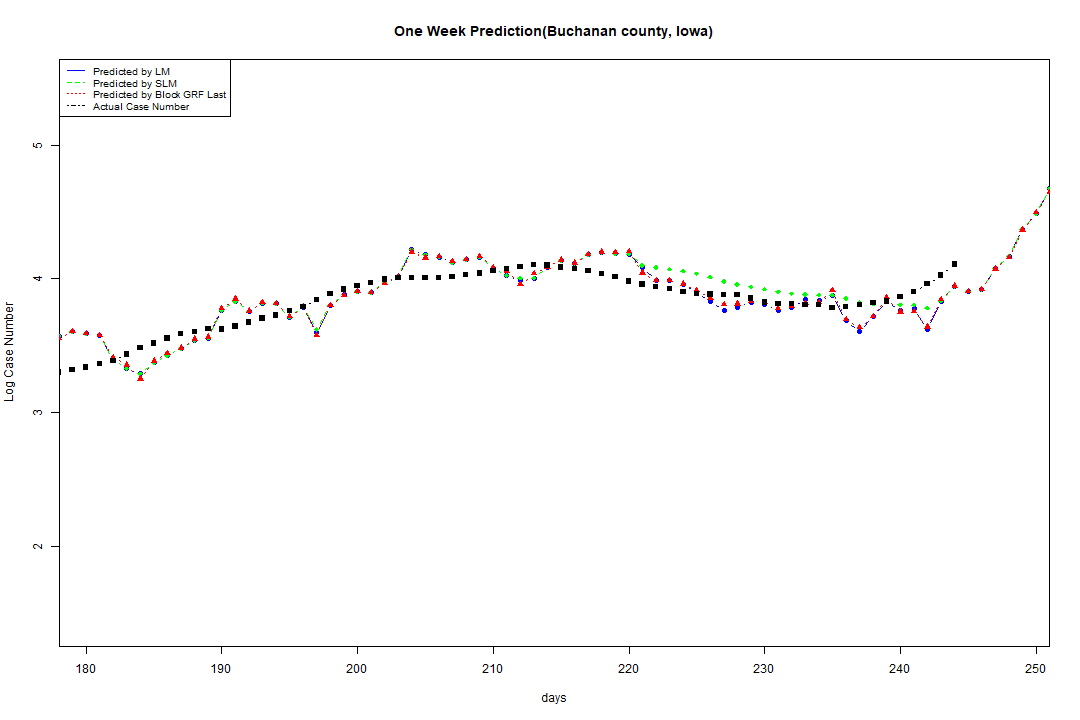 One Week Prediction(Buchanan county, Iowa)
Predicted by LM
Predicted by SLM
Predicted by Block GRF Last
Actual Case Number
5
4
3
2
Log Case Number
180 190 200 210 220 230 240 250
days